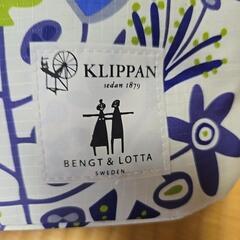 KLIPPAN
sedan 1879
BENGT & LOTTA
SWEDEN